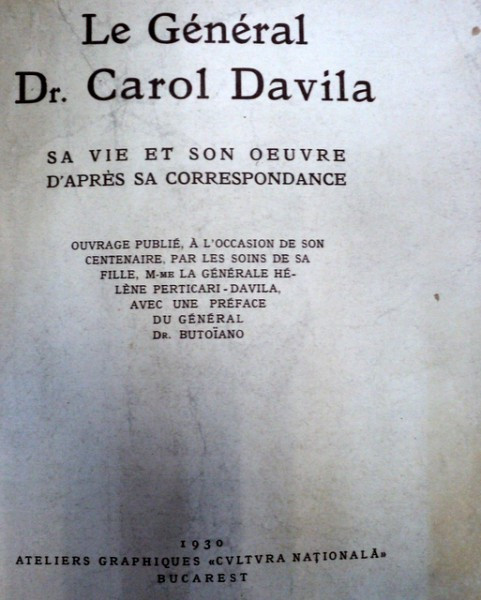 Le Général
Dr. Carol Davila
SA VIE ET SON OEUVRE
D'APRÈS SA CORRESPONDANCE
OUVRAGE PUBLIÉ, À L'OCCASION DE SON
CENTENAIRE, PAR LES SOINS DE SA
FILLE, M-ME LA GÉNÉRALE HÉ-
LÈNE PERTICARI-DAVILA,
AVEC UNE PRÉFACE
DU GÉNÉRAL
DR. BUTOÏANO
1930
ATELIERS GRAPHIQUES «CVLTVRA NAȚIONALĂ»
BUCAREST